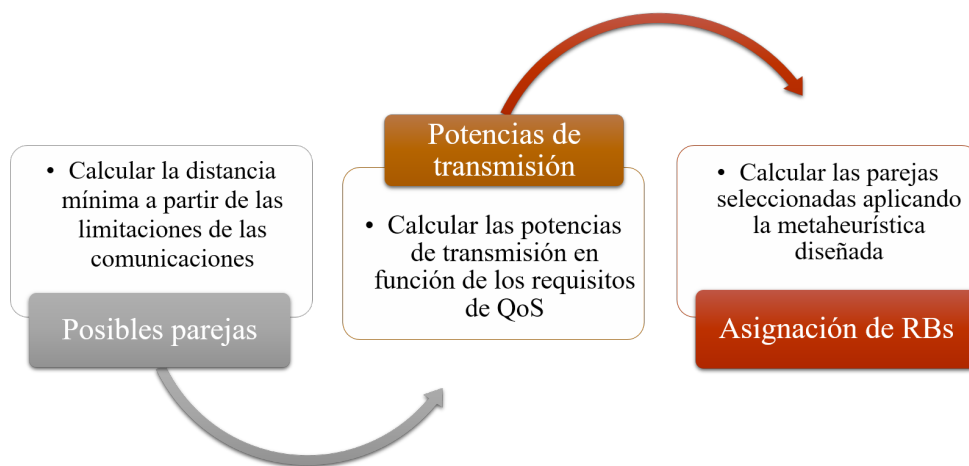 • Calcular la distancia
mínima a partir de las
limitaciones de las
comunicaciones
Posibles parejas
Potencias de
transmisión
• Calcular las potencias
de transmisión en
función de los requisitos
de QoS
• Calcular las parejas
seleccionadas aplicando
la metaheurística
diseñada
Asignación de RBs